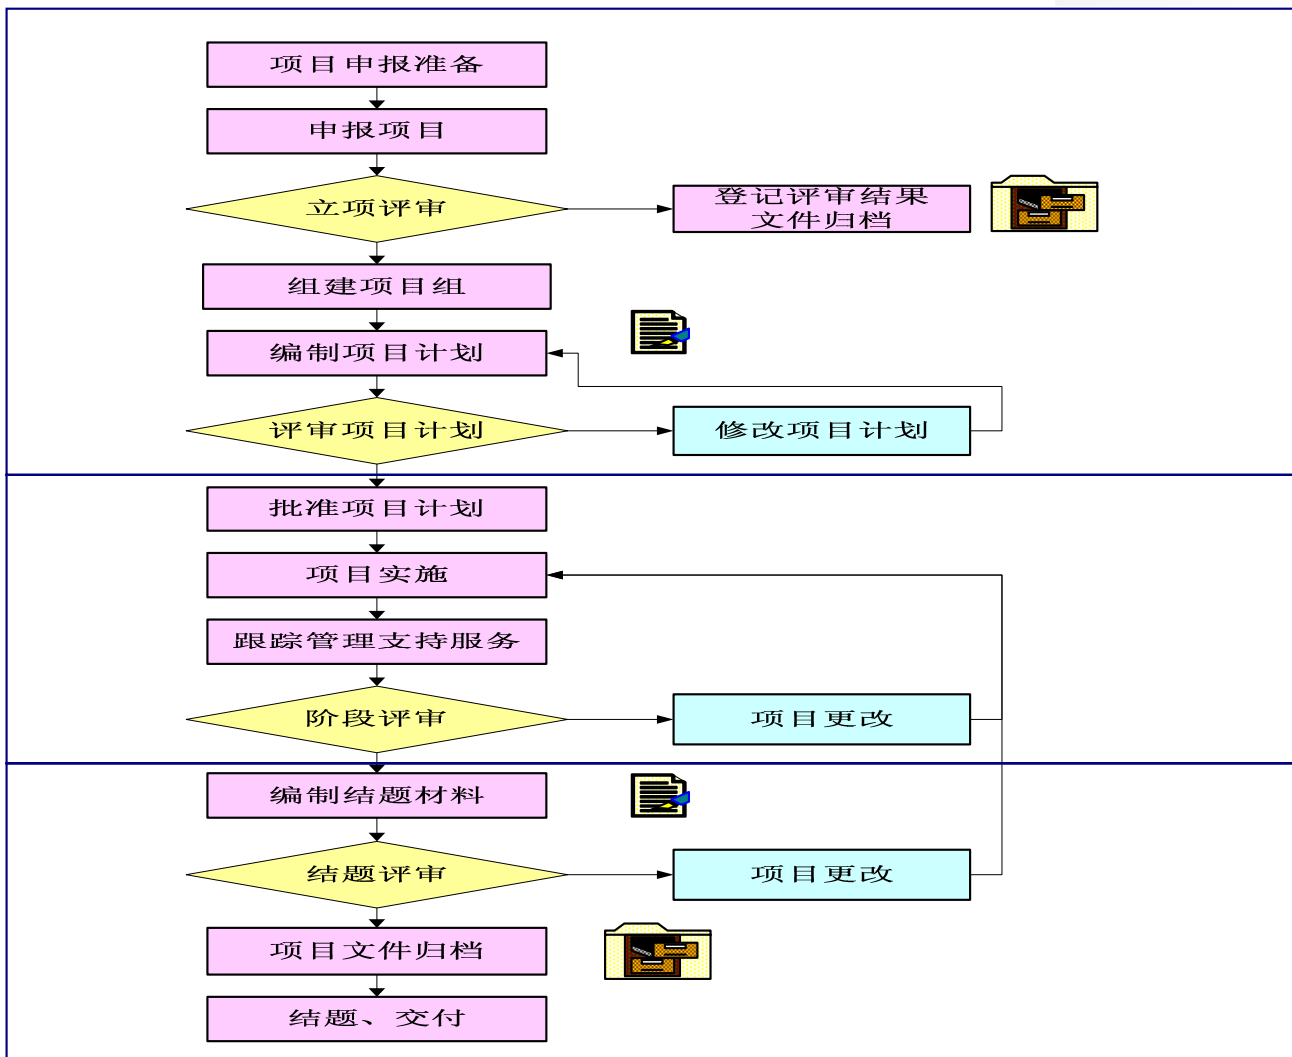 项目申报准备
申报项目
立项评审
登记评审结果
文件归档
组建项目组
编制项目计划
评审项目计划
修改项目计划
批准项目计划
项目实施
跟踪管理支持服务
阶段评审
项目更改
编制结题材料
结题评审
项目更改
项目文件归档
结题、交付